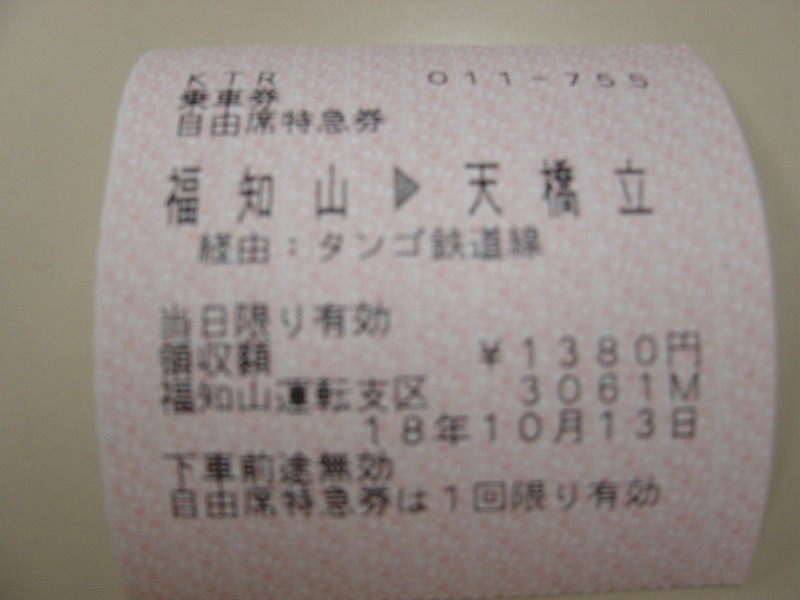 KTR 011-755
乗車券
自由席特急券
福知山▶天橋立
経由：タンゴ鉄道線
当日限り有効
領収額 ¥1380円
福知山運転支区 3061M
18年10月13日
下車前途無効
自由席特急券は1回限り有効